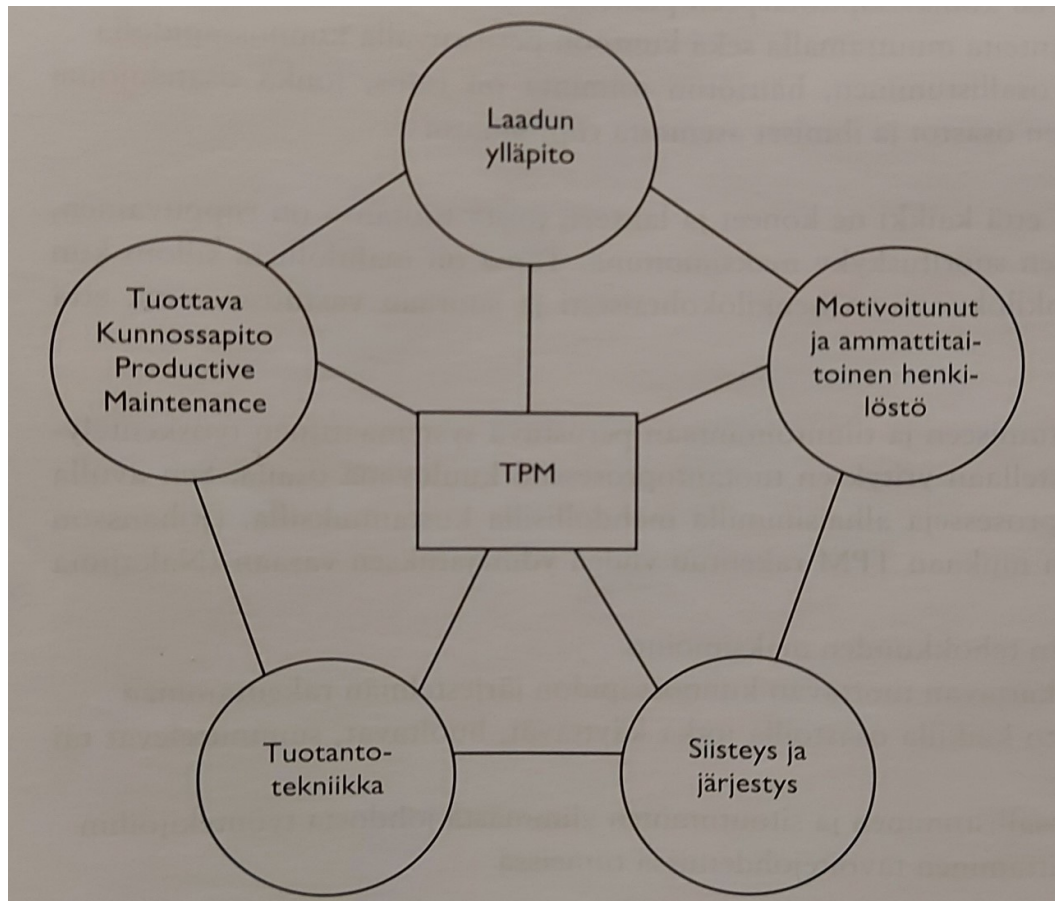 Laadun
ylläpito
Tuottava
Kunnossapito
Productive
Maintenance
Motivoitunut
ja ammattitai-
toinen henki-
löstö
TPM
Tuotanto-
tekniikka
Siisteys ja
järjestys